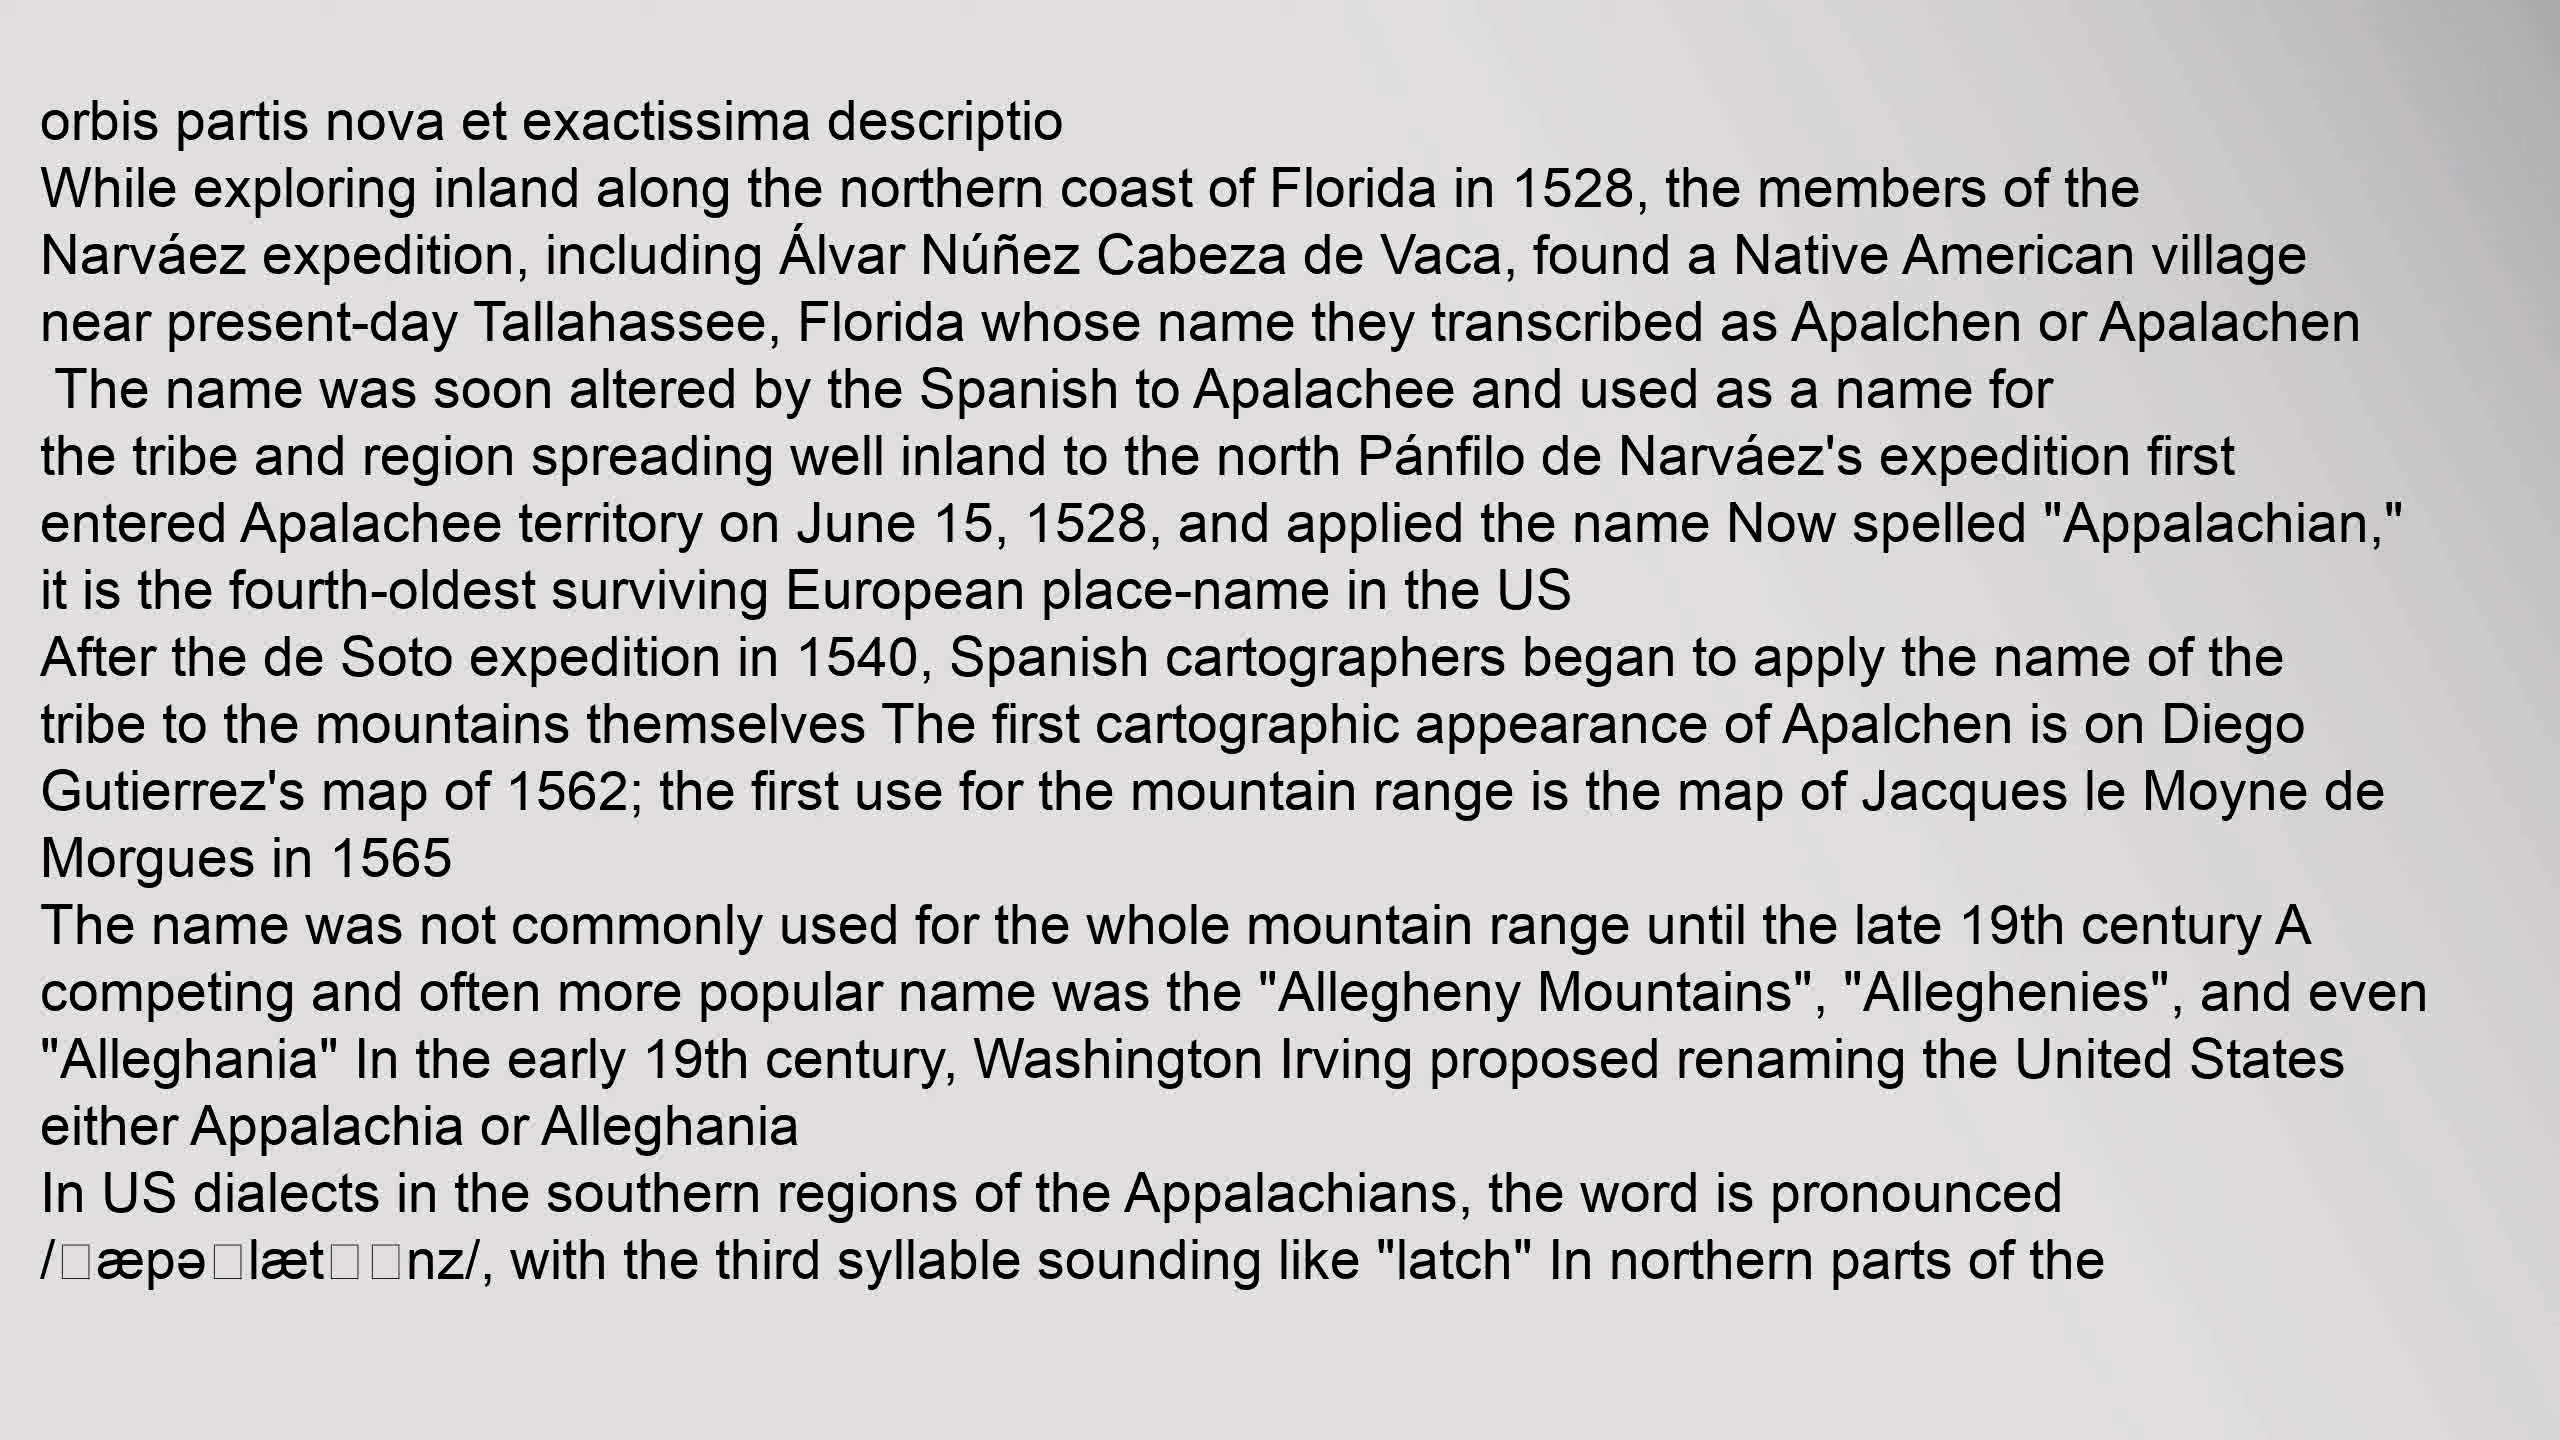 orbis partis nova et exactissima descriptio
While exploring inland along the northern coast of Florida in 1528, the members of the
Narváez expedition, including Álvar Núñez Cabeza de Vaca, found a Native American village
near present-day Tallahassee, Florida whose name they transcribed as Apalchen or Apalachen
The name was soon altered by the Spanish to Apalachee and used as a name for
the tribe and region spreading well inland to the north Pánfilo de Narváez's expedition first
entered Apalachee territory on June 15, 1528, and applied the name Now spelled "Appalachian,"
it is the fourth-oldest surviving European place-name in the US
After the de Soto expedition in 1540, Spanish cartographers began to apply the name of the
tribe to the mountains themselves The first cartographic appearance of Apalchen is on Diego
Gutierrez's map of 1562; the first use for the mountain range is the map of Jacques le Moyne de
Morgues in 1565
The name was not commonly used for the whole mountain range until the late 19th century A
competing and often more popular name was the "Allegheny Mountains", "Alleghenies", and even
"Alleghania" In the early 19th century, Washington Irving proposed renaming the United States
either Appalachia or Alleghania
In US dialects in the southern regions of the Appalachians, the word is pronounced
/□æpə□læt□□nz/, with the third syllable sounding like "latch" In northern parts of the